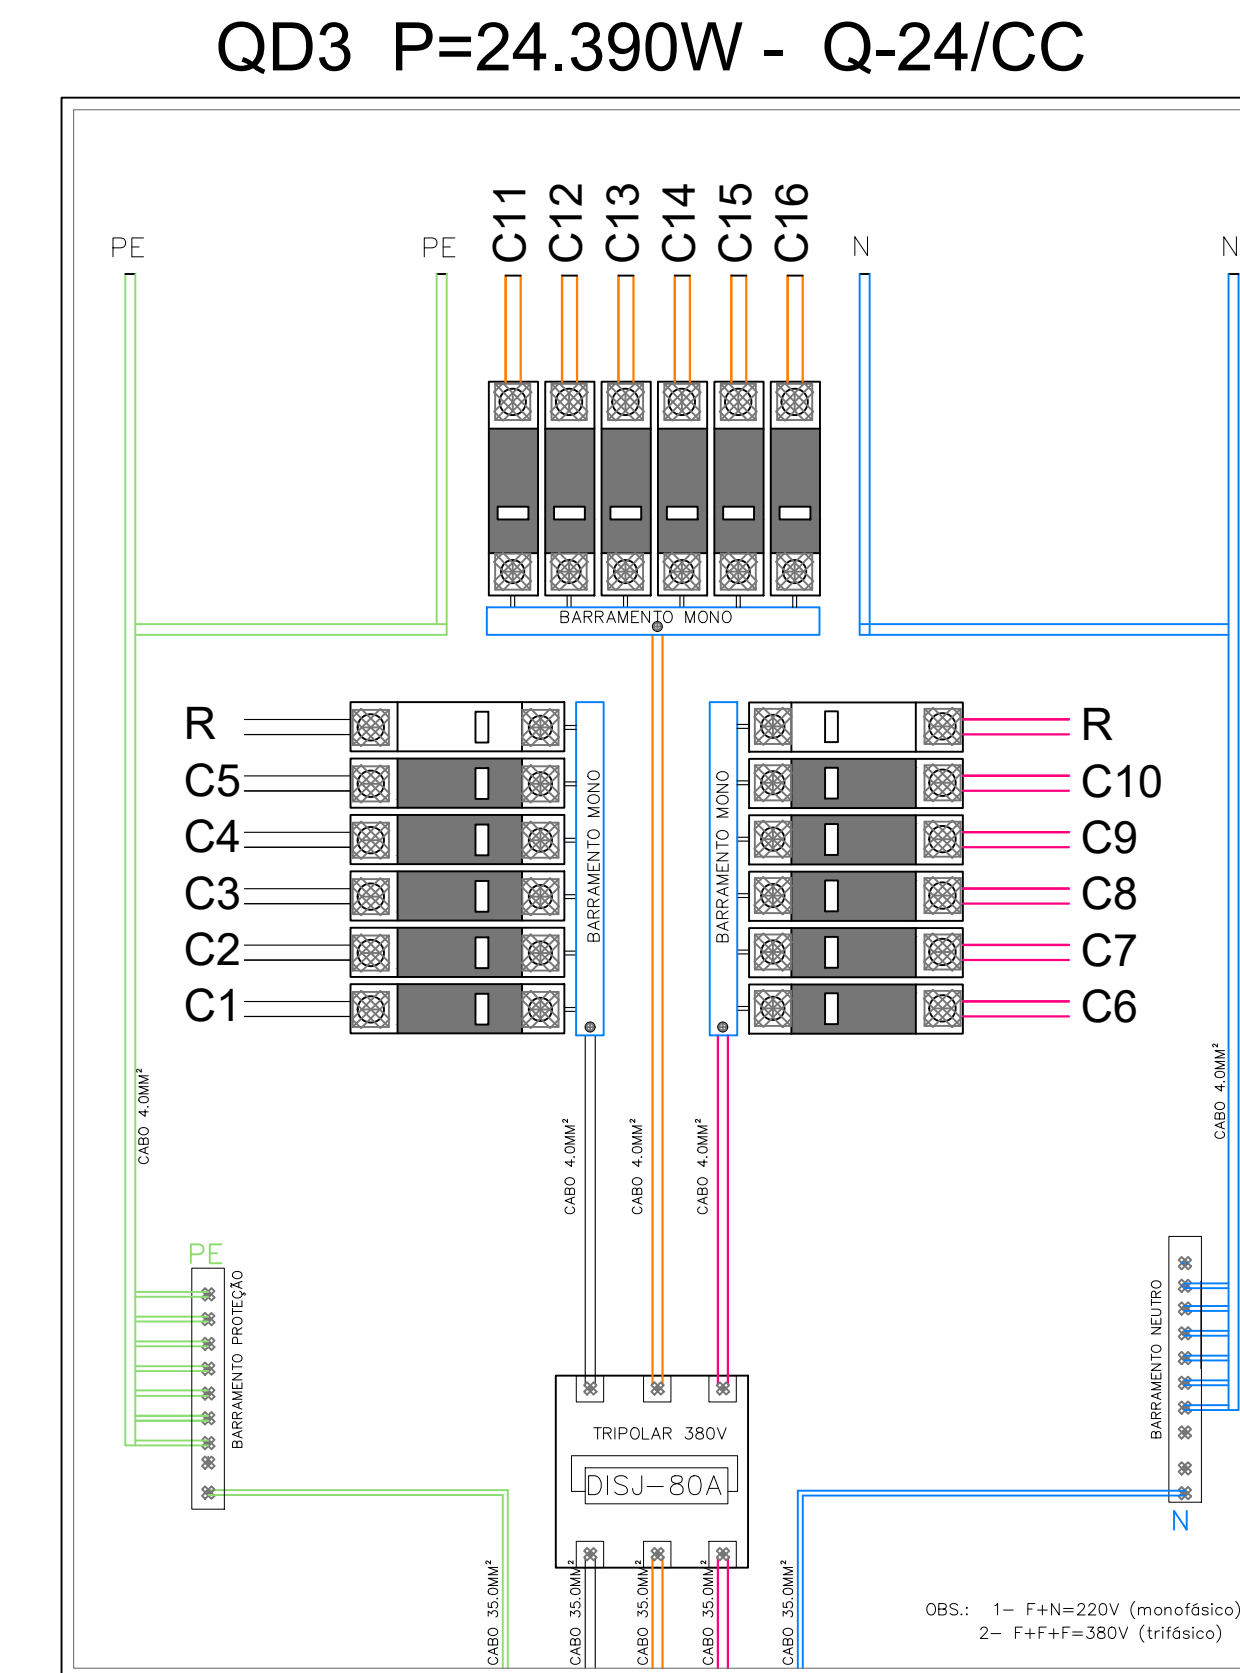 QD3 P=24.390W - Q-24/CC
PE
PE
C11
C12
C13
C14
C15
C16
N
N
BARRAMENTO MONO
R
C5
C4
C3
C2
C1
BARRAMENTO MONO
BARRAMENTO MONO
R
C10
C9
C8
C7
C6
CABO 4.0MM²
CABO 4.0MM²
CABO 4.0MM²
CABO 4.0MM²
CABO 4.0MM²
PE
BARRAMENTO PROTEÇÃO
BARRAMENTO NEUTRO
N
TRIPOLAR 380V
DISJ-80A
CABO 35.0MM²
CABO 35.0MM²
CABO 35.0MM²
CABO 35.0MM²
CABO 35.0MM²
OBS.: 1- F+N=220V (monofásico)
2- F+F+F=380V (trifásico)